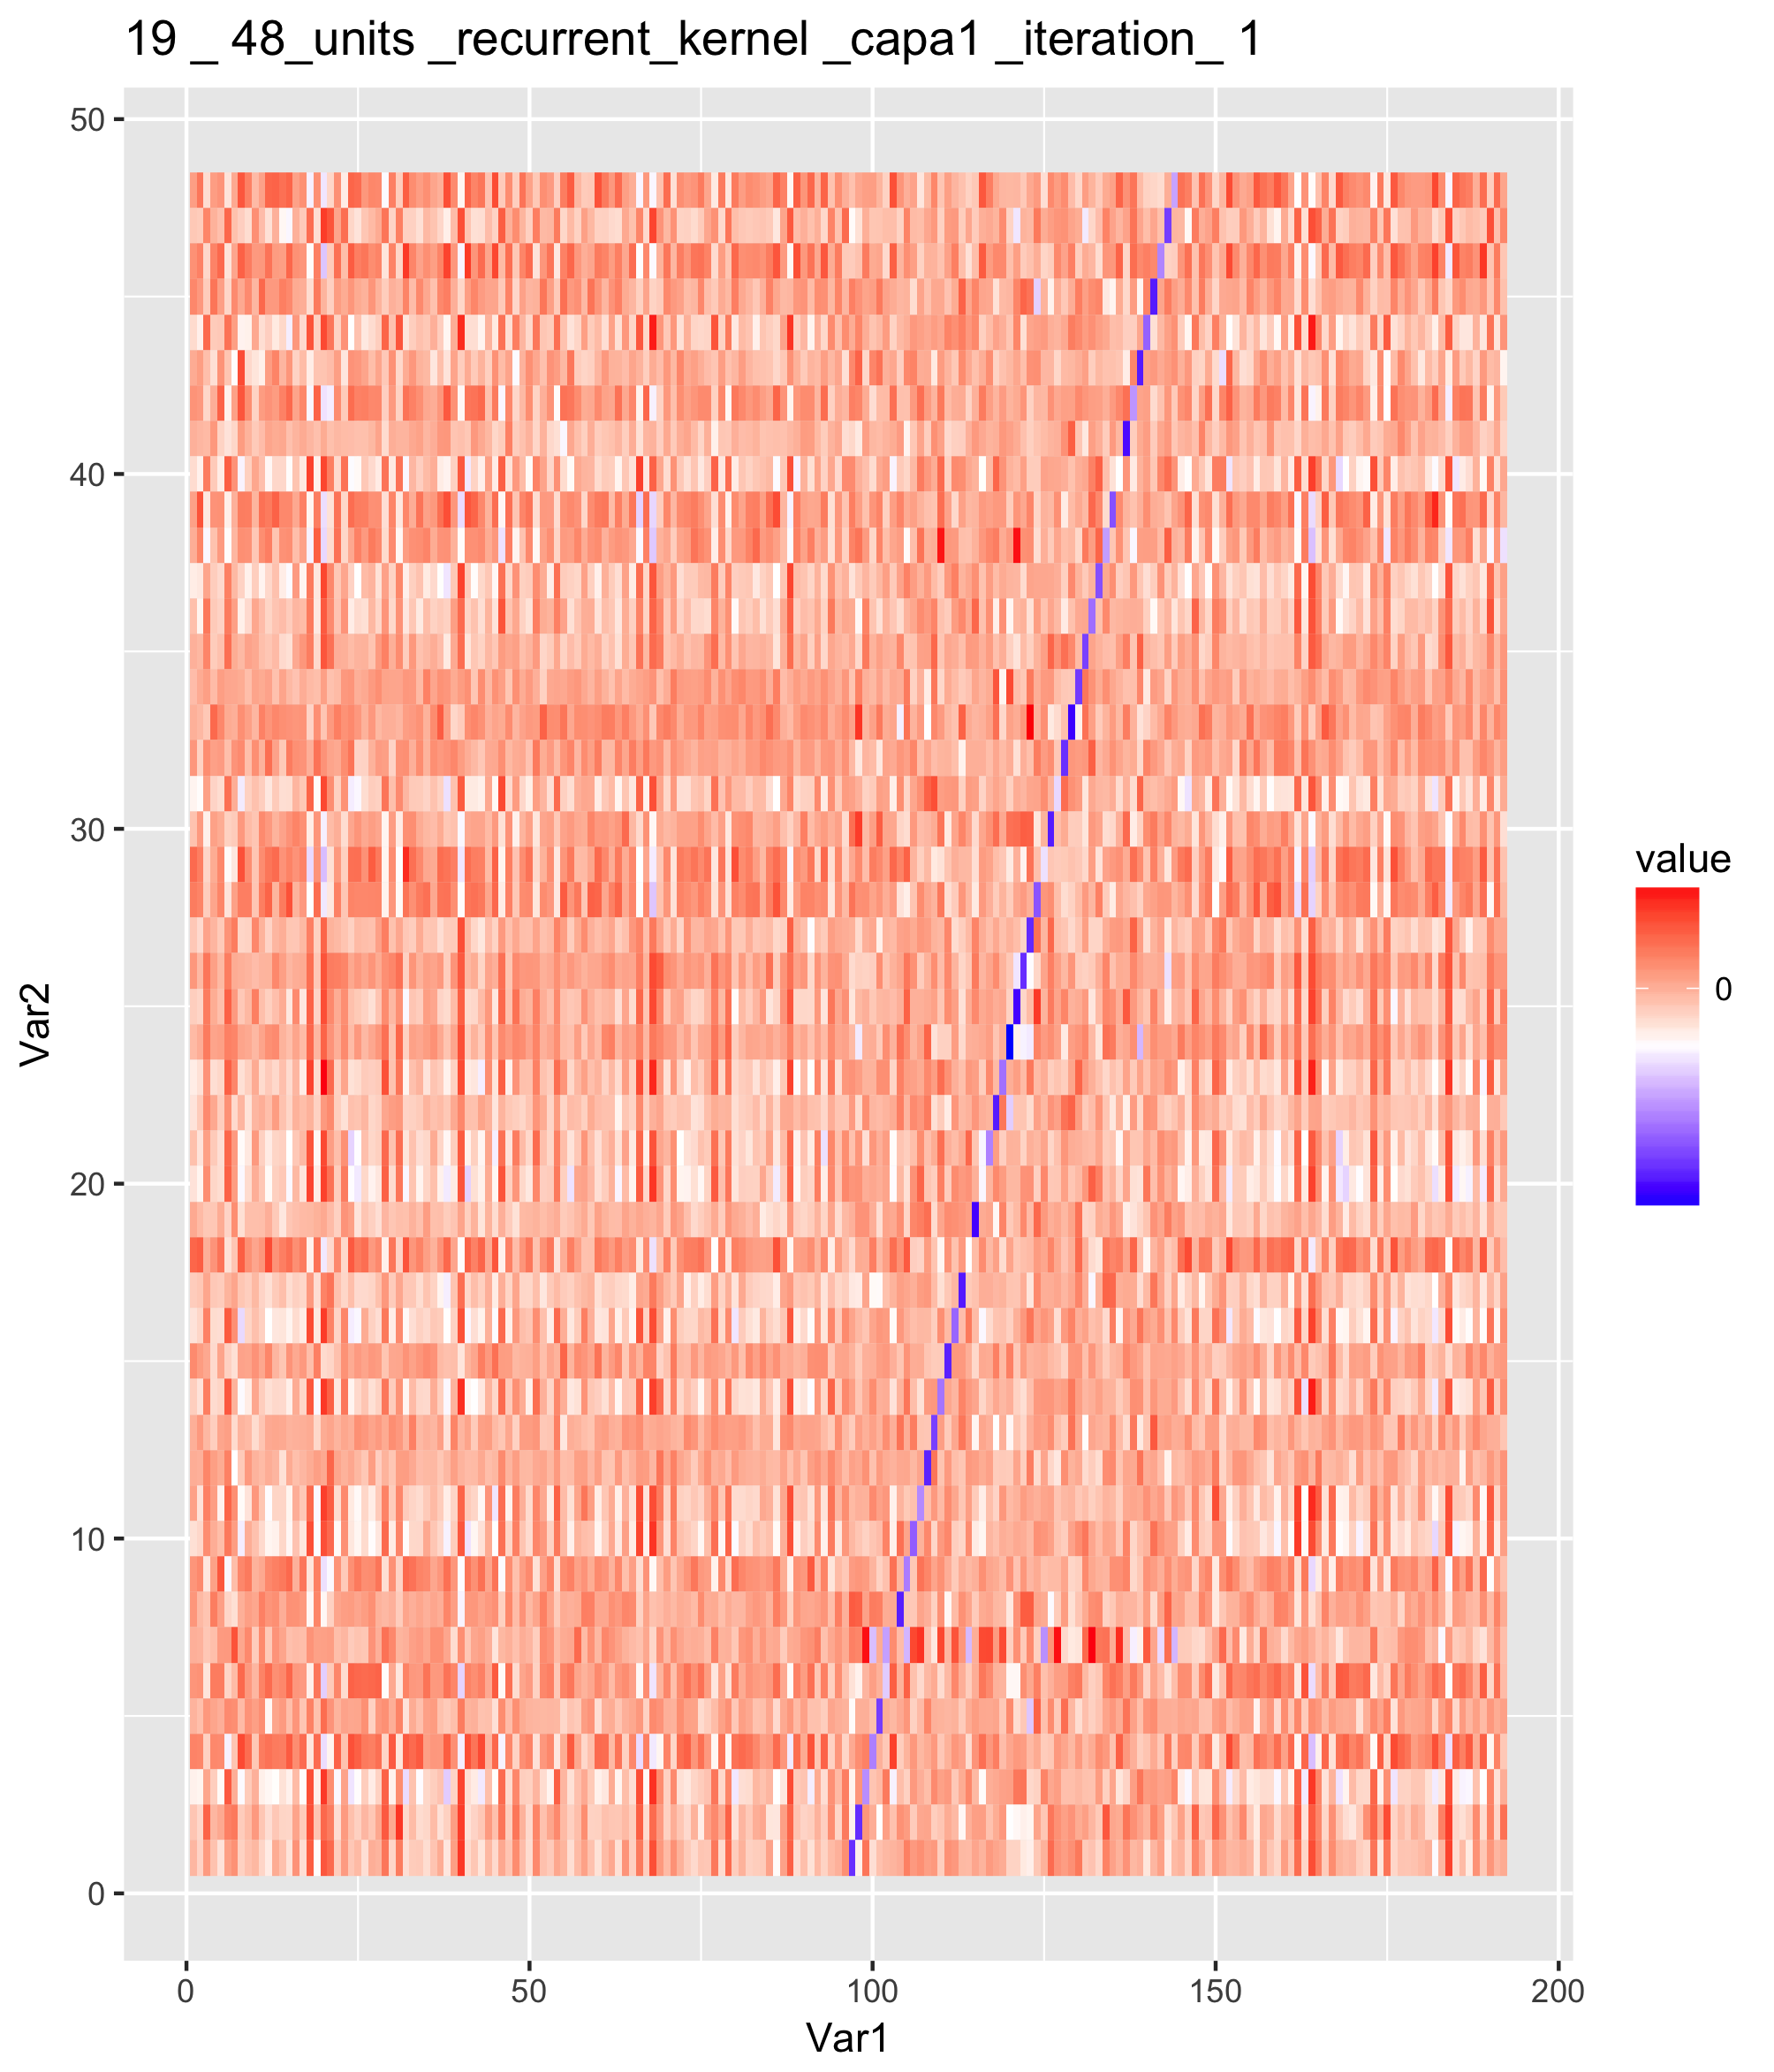 19 _ 48_units _recurrent_kernel _capa1 _iteration_ 1
50
40
30
20
10
0
Var2
0 50 100 150 200
Var1
value
0